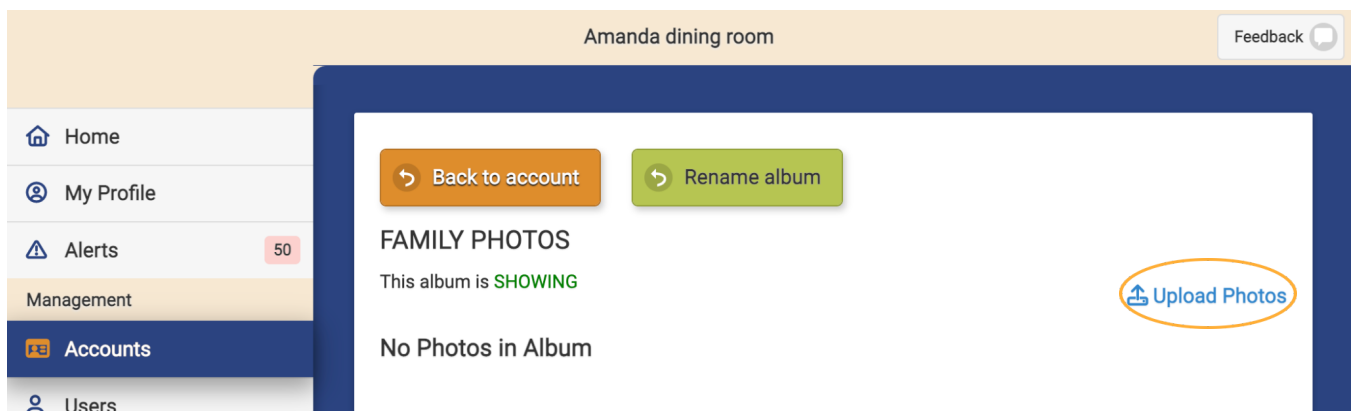 Amanda dining room
Feedback
Home
My Profile
Alerts 50
Management
Accounts
Users
Back to account
Rename album
FAMILY PHOTOS
This album is SHOWING
Upload Photos
No Photos in Album